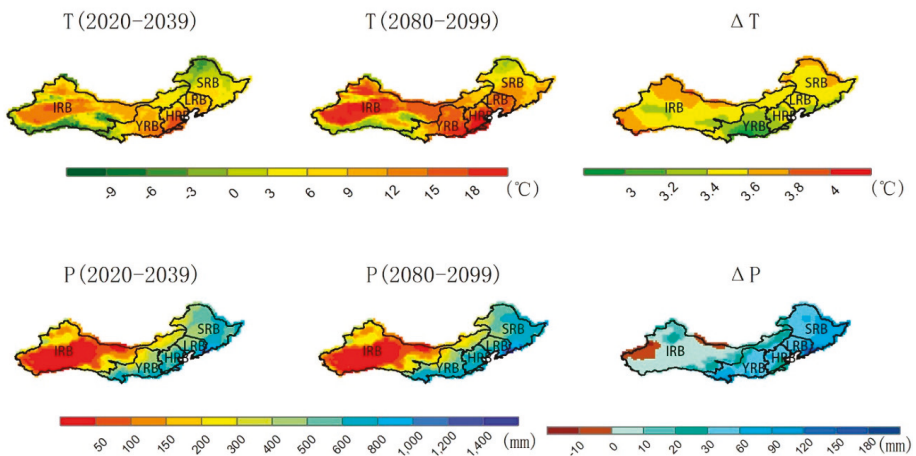 T(2020-2039)
T(2080-2099)
ΔT
IRB
SRB
LRB
HRB
YRB
IRB
SRB
LRB
HRB
YRB
IRB
SRB
LRB
HRB
YRB
-9 -6 -3 0 3 6 9 12 15 18 (℃)
3 3.2 3.4 3.6 3.8 4 (℃)
P(2020-2039)
P(2080-2099)
ΔP
IRB
SRB
LRB
HRB
YRB
IRB
SRB
LRB
HRB
YRB
IRB
SRB
LRB
HRB
YRB
50 100 150 200 300 400 500 600 800 1,000 1,200 1,400 (mm)
-10 0 10 20 30 60 90 120 150 180 (mm)